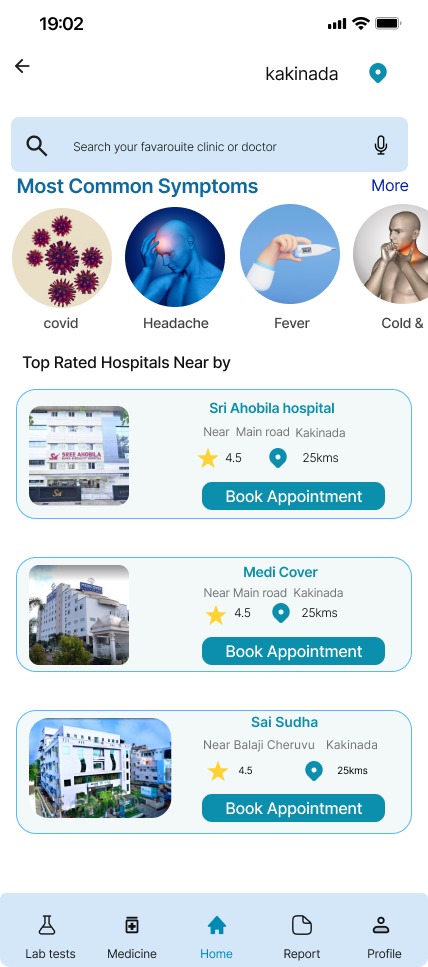 19:02
kakinada
Search your favarouite clinic or doctor
Most Common Symptoms More
covid Headache Fever Cold &
Top Rated Hospitals Near by
SREE AHOBILA
Sri Ahobila hospital
Near Main road Kakinada
4.5 25kms
Book Appointment
Medi Cover
Near Main road Kakinada
4.5 25kms
Book Appointment
Sai Sudha
Near Balaji Cheruvu Kakinada
4.5 25kms
Book Appointment
Lab tests Medicine Home Report Profile